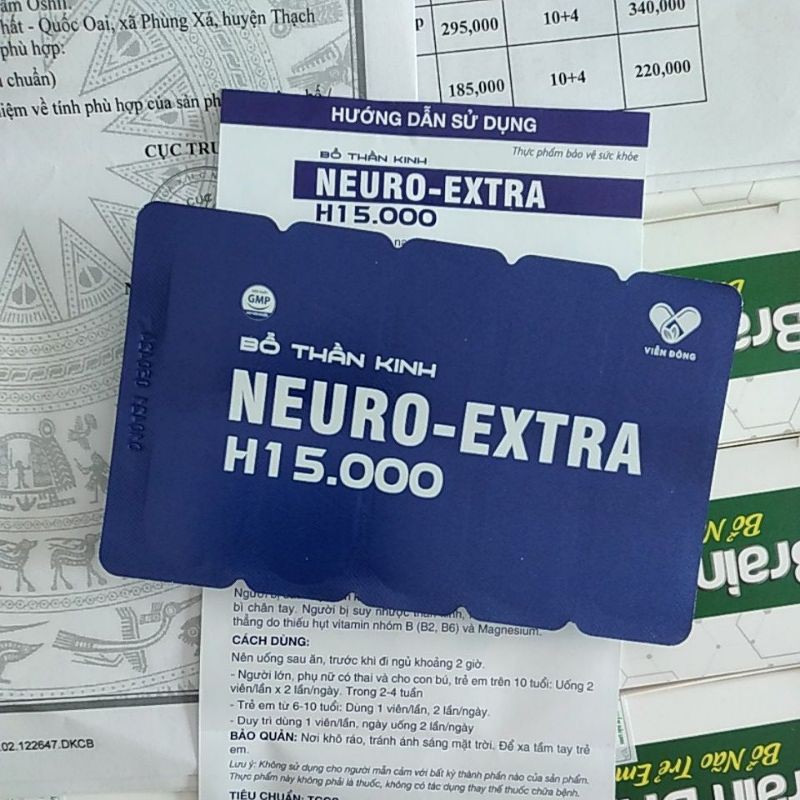 hất - Quốc Oai, xã Phùng Xá, huyện Thạch
phù hợp:
chuẩn)
iệm về tính phù hợp của sản
CỤC TRƯ
P 295,000 10+4 340,000
185,000 10+4 220,000
HƯỚNG DẪN SỬ DỤNG
Thực phẩm bảo vệ sức khỏe
BỔ THẦN KINH
NEURO-EXTRA
H15.000
GMP
VIỄN ĐÔNG
BỔ THẦN KINH
NEURO-EXTRA
H15.000
bì chân tay. Người bị suy nhược thần kinh,
thẳng do thiếu hụt vitamin nhóm B (B2, B6) và Magnesium.
CÁCH DÙNG:
Nên uống sau ăn, trước khi đi ngủ khoảng 2 giờ.
- Người lớn, phụ nữ có thai và cho con bú, trẻ em trên 10 tuổi: Uống 2
viên/lần x 2 lần/ngày. Trong 2-4 tuần
- Trẻ em từ 6-10 tuổi: Dùng 1 viên/lần, 2 lần/ngày.
- Duy trì dùng 1 viên/lần, ngày uống 2 lần/ngày
BẢO QUẢN: Nơi khô ráo, tránh ánh sáng mặt trời. Để xa tầm tay trẻ
em.
Lưu ý: Không sử dụng cho người mẫn cảm với bất kỳ thành phần nào của sản phẩm.
Thực phẩm này không phải là thuốc, không có tác dụng thay thế thuốc chữa bệnh.
TIÊU CHUẨN: TCCS
.02.122647.DKCB
Brain
Bổ Não
Brain
Bổ Não Trẻ Em
Brain